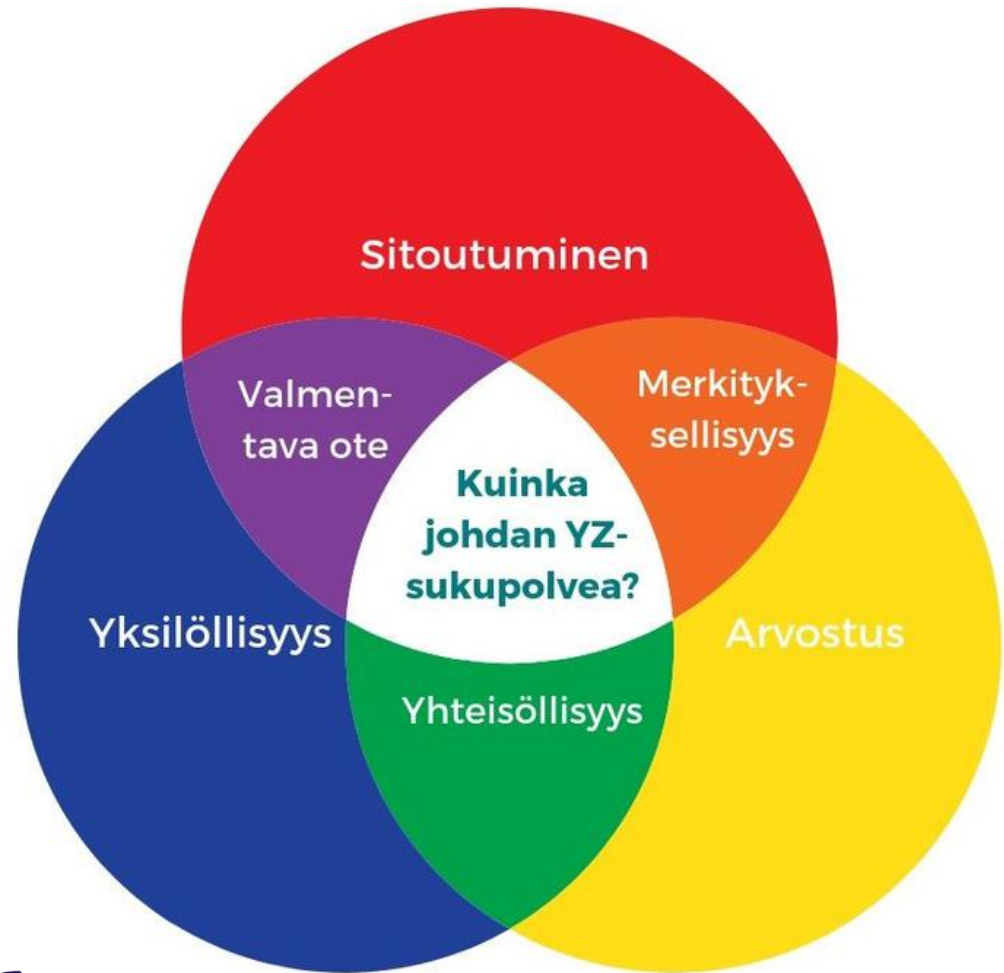 Sitoutuminen
Valmen-
tava ote
Merkityk-
sellisyys
Kuinka
johdan YZ-
sukupolvea?
Yksilöllisyys
Arvostus
Yhteisöllisyys